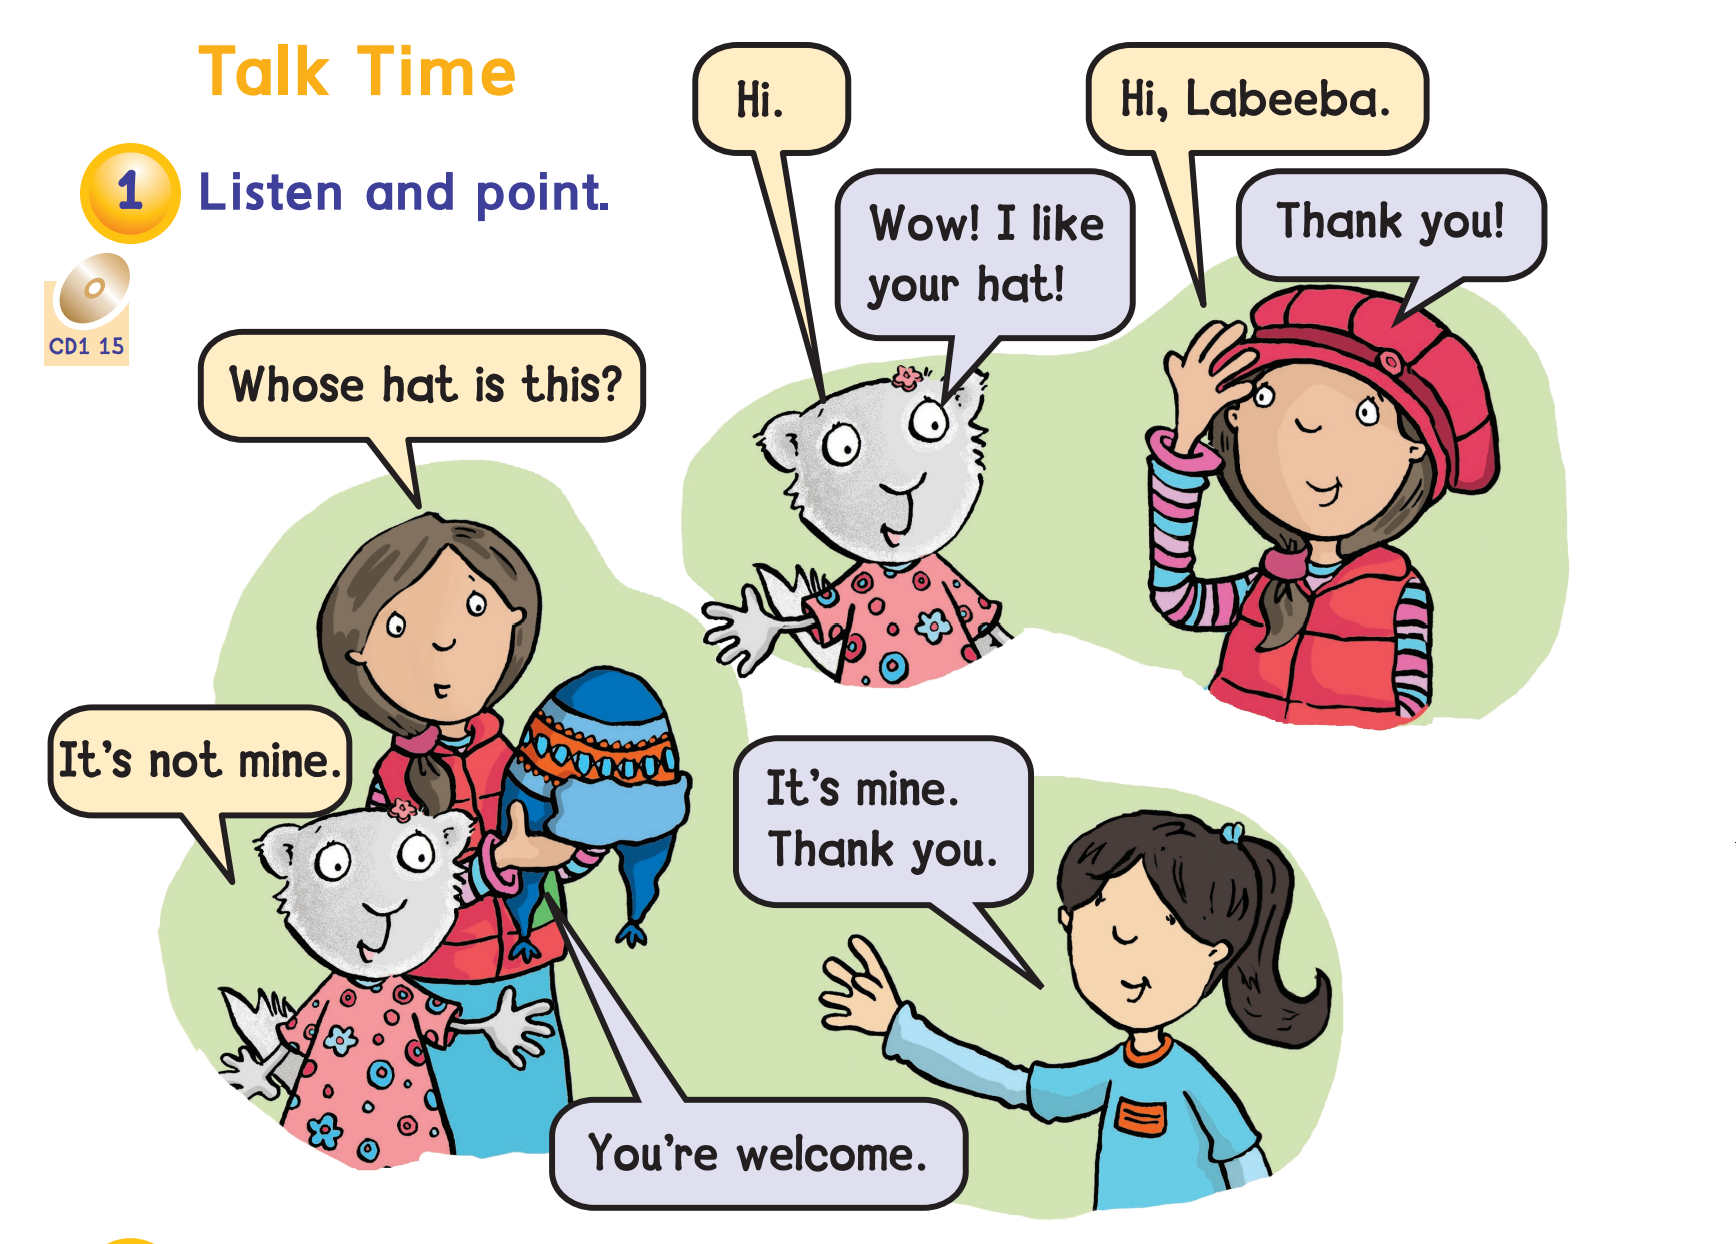 Talk Time
1 Listen and point.
CD1 15
Hi.
Hi, Labeeba.
Wow! I like
your hat!
Thank you!
Whose hat is this?
It's not mine.
It's mine.
Thank you.
You're welcome.